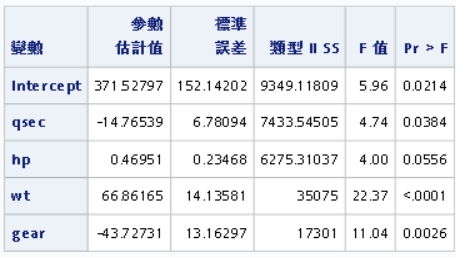 變數 參數 估計值 標準 誤差 類型 II SS F 值 Pr > F
Intercept 371.52797 152.14202 9349.11809 5.96 0.0214
qsec -14.76539 6.78094 7433.54505 4.74 0.0384
hp 0.46951 0.23468 6275.31037 4.00 0.0556
wt 66.86165 14.13581 35075 22.37 <.0001
gear -43.72731 13.16297 17301 11.04 0.0026